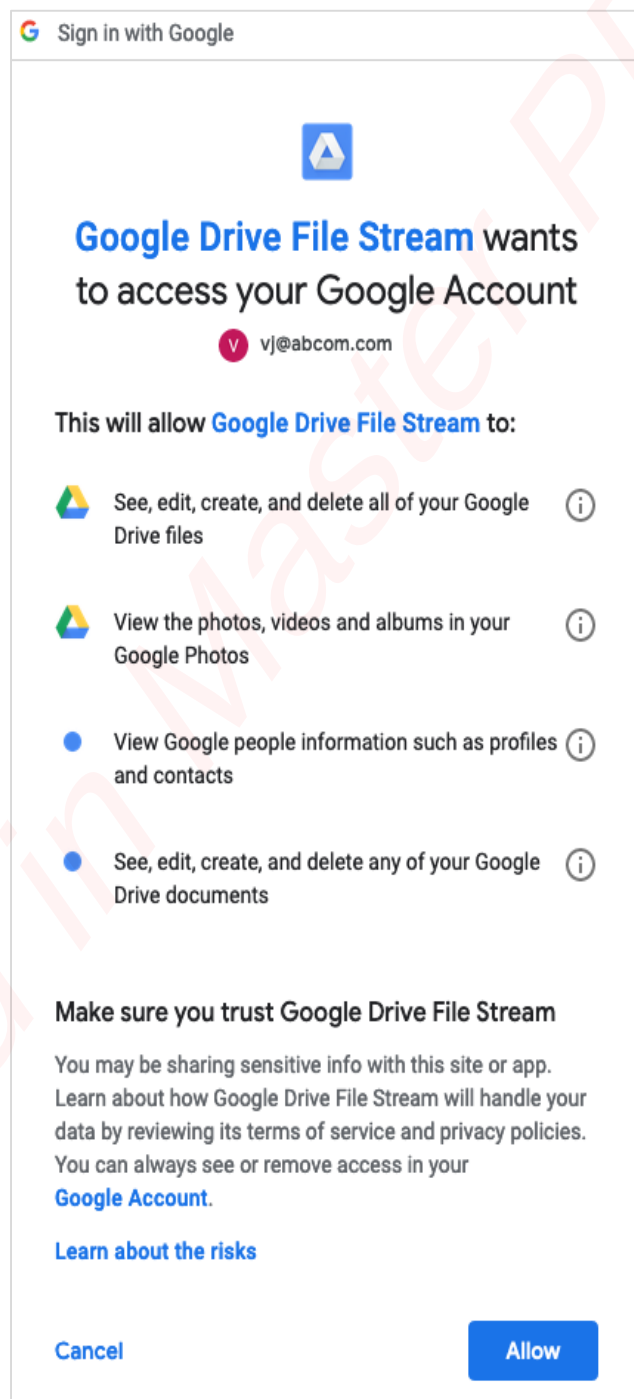 Sign in with Google
Google Drive File Stream wants
to access your Google Account
V vj@abcom.com
This will allow Google Drive File Stream to:
See, edit, create, and delete all of your Google
Drive files
View the photos, videos and albums in your
Google Photos
View Google people information such as profiles
and contacts
See, edit, create, and delete any of your Google
Drive documents
Make sure you trust Google Drive File Stream
You may be sharing sensitive info with this site or app.
Learn about how Google Drive File Stream will handle your
data by reviewing its terms of service and privacy policies.
You can always see or remove access in your
Google Account.
Learn about the risks
Cancel Allow
in Master Pr